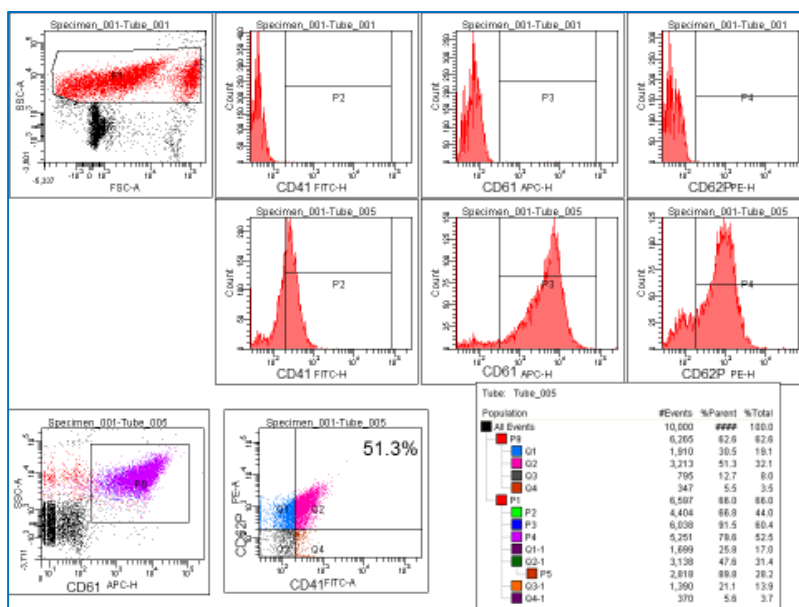 Specimen_001-Tube_001
SSC-A
FSC-A
Specimen_001-Tube_001
Count
P2
CD41 FITC-H
Specimen_001-Tube_001
Count
P3
CD61 APC-H
Specimen_001-Tube_001
Count
P4
CD62P PE-H
Specimen_001-Tube_005
Count
P2
CD41 FITC-H
Specimen_001-Tube_005
Count
P3
CD61 APC-H
Specimen_001-Tube_005
Count
P4
CD62P PE-H
Specimen_001-Tube_005
SSC-A
P9
CD61 APC-H
Specimen_001-Tube_005
51.3%
CD62P PE-A
Q1 Q2
Q4
CD41 FITC-A
Tube: Tube_005
Population #Events %Parent %Total
All Events 10,000 #### 100.0
P9 6,265 62.6 62.6
Q1 1,910 30.5 19.1
Q2 3,213 51.3 32.1
Q3 795 12.7 8.0
Q4 347 5.5 3.5
P1 6,597 66.0 66.0
P2 4,404 66.8 44.0
P3 6,038 91.5 60.4
P4 5,251 79.6 52.5
Q1-1 1,699 25.8 17.0
Q2-1 3,138 47.6 31.4
P5 2,818 89.8 28.2
Q3-1 1,390 21.1 13.9
Q4-1 370 5.6 3.7